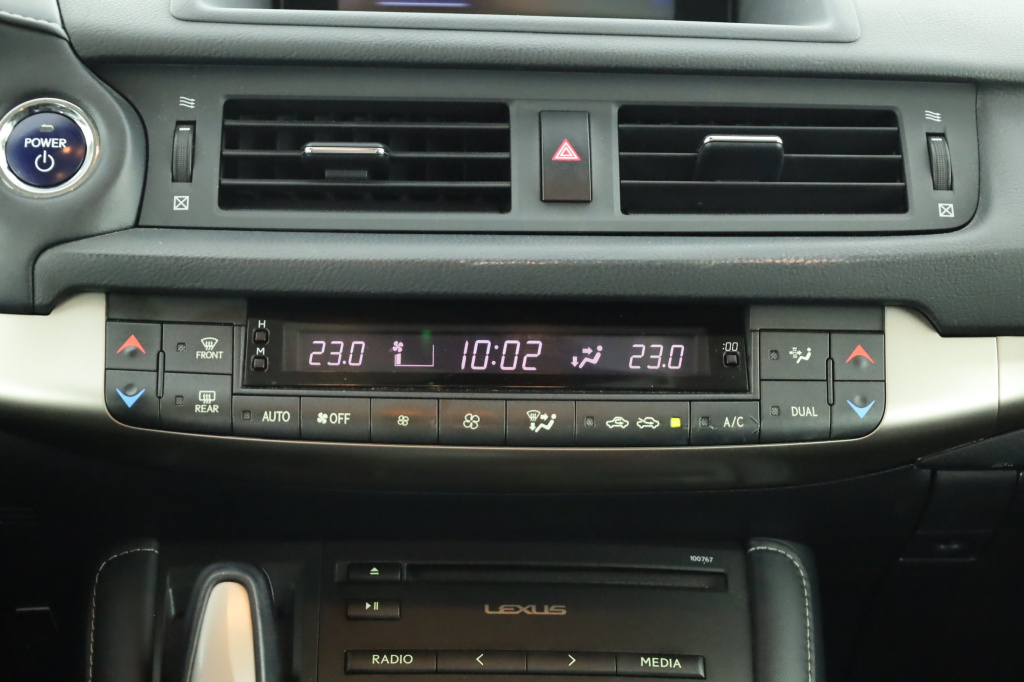 POWER
H
M
23.0
10:02
23.0
:00
FRONT
REAR
AUTO
OFF
A/C
DUAL
100767
LEXUS
RADIO
MEDIA